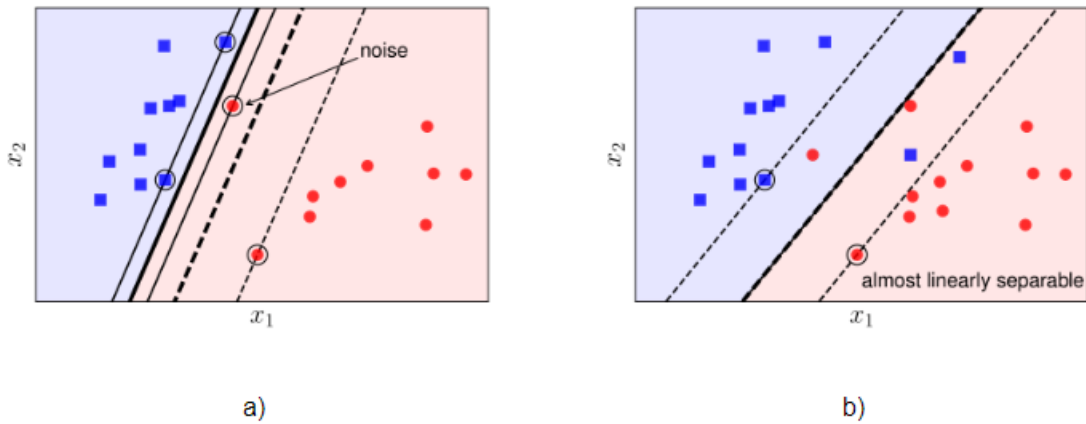 noise
x₂
x₁
a)
x₂
almost linearly separable
x₁
b)